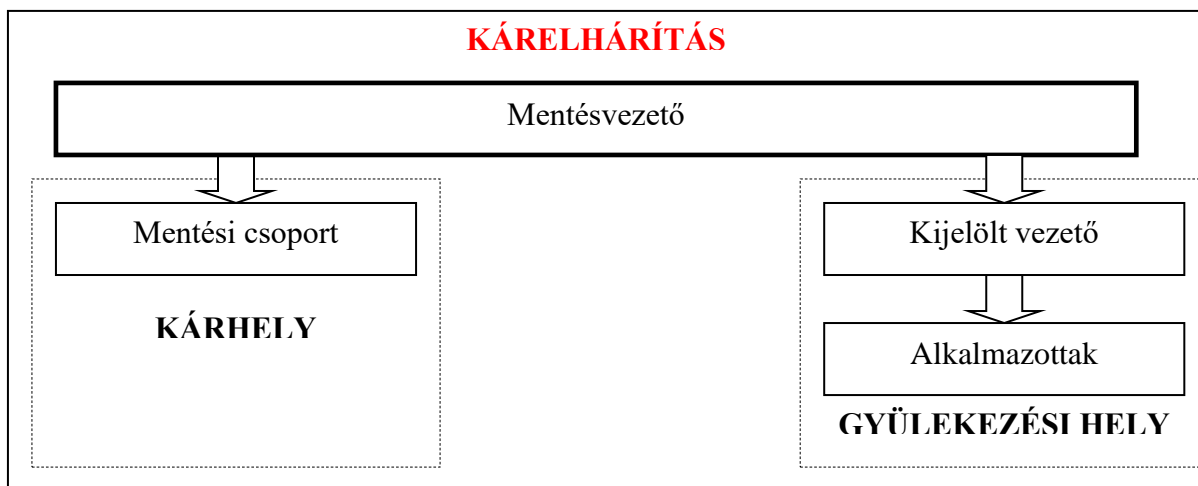 KÁRELHÁRÍTÁS
Mentésvezető
Mentési csoport
KÁRHELY
Kijelölt vezető
Alkalmazottak
GYÜLEKEZÉSI HELY